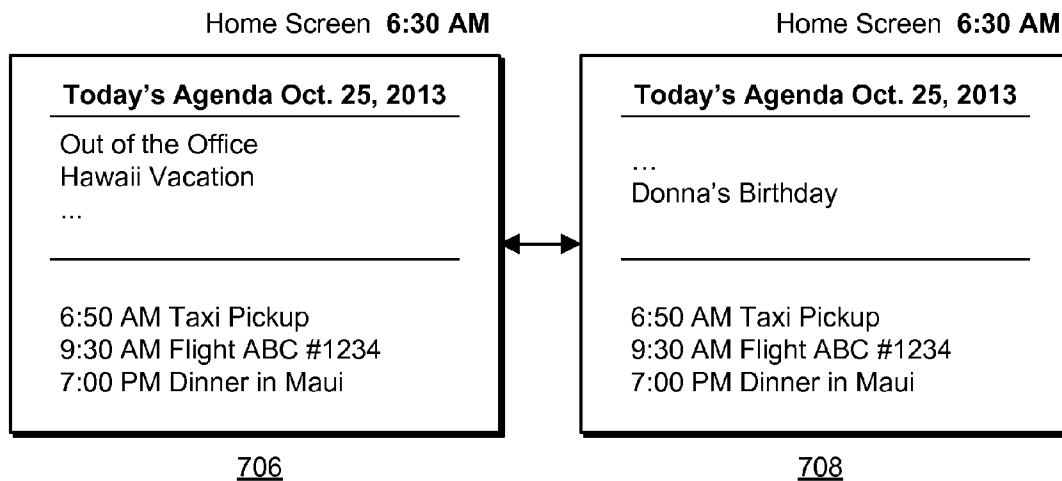 Home Screen 6:30 AM
Today's Agenda Oct. 25, 2013
Out of the Office
Hawaii Vacation
...
6:50 AM Taxi Pickup
9:30 AM Flight ABC #1234
7:00 PM Dinner in Maui
706
Home Screen 6:30 AM
Today's Agenda Oct. 25, 2013
...
Donna's Birthday
6:50 AM Taxi Pickup
9:30 AM Flight ABC #1234
7:00 PM Dinner in Maui
708